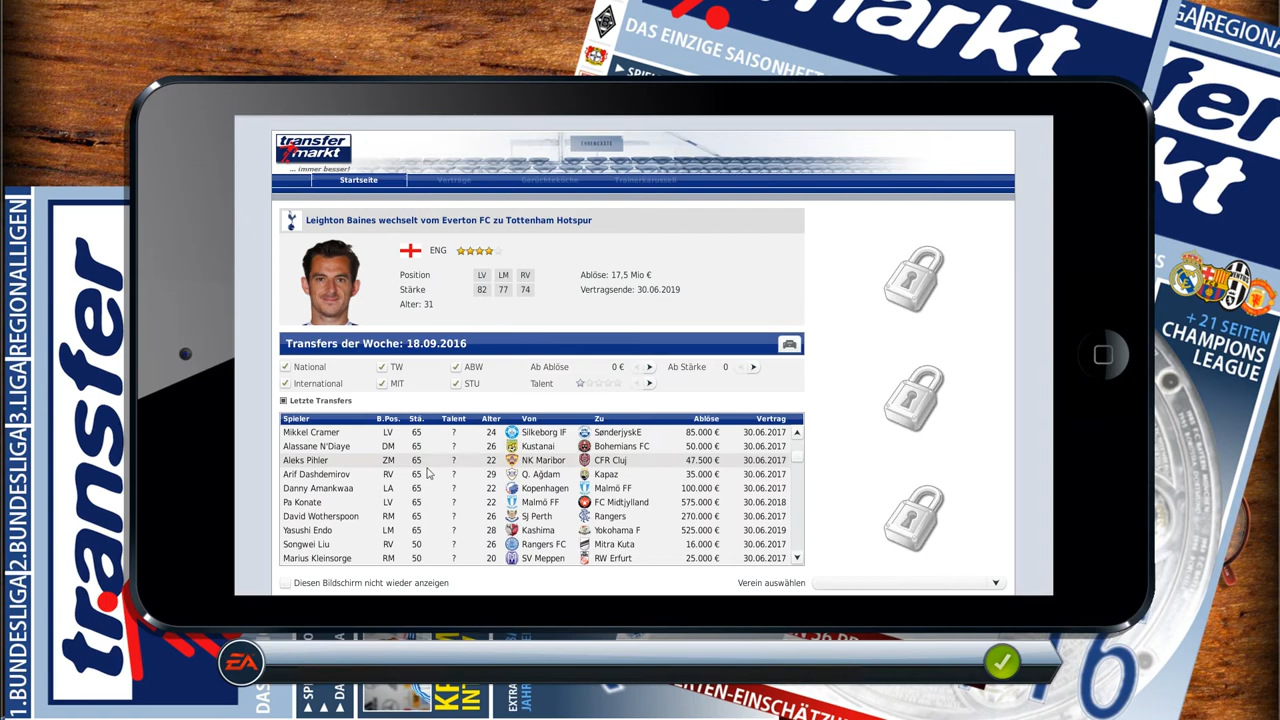 DAS EINZIGE SAISONHEFT
markt
REGIONAL
1.BUNDESLIGA 2.BUNDESLIGA 3.LIGA REGIONALLIGEN
transfer
+ 21 SEITEN
CHAMPIONS
LEAGUE
transfer
markt
... immer besser!
EHRENGÄSTE
Startseite Verträge Gerüchteküche Trainerkarussell
Leighton Baines wechselt vom Everton FC zu Tottenham Hotspur
ENG
Position LV LM RV Ablöse: 17,5 Mio €
Stärke 82 77 74 Vertragsende: 30.06.2019
Alter: 31
Transfers der Woche: 18.09.2016
National TW ABW Ab Ablöse 0 € Ab Stärke 0
International MIT STU Talent
Letzte Transfers
Spieler B.Pos. Stä. Talent Alter Von Zu Ablöse Vertrag
Mikkel Cramer LV 65 ? 24 Silkeborg IF SønderjyskE 85.000 € 30.06.2017
Alassane N'Diaye DM 65 ? 26 Kustanai Bohemians FC 50.000 € 30.06.2017
Aleks Pihler ZM 65 ? 22 NK Maribor CFR Cluj 47.500 € 30.06.2017
Arif Dashdemirov RV 65 ? 29 Q. Ağdam Kapaz 35.000 € 30.06.2017
Danny Amankwaa LA 65 ? 22 Kopenhagen Malmö FF 100.000 € 30.06.2017
Pa Konate LV 65 ? 22 Malmö FF FC Midtjylland 575.000 € 30.06.2018
David Wotherspoon RM 65 ? 26 SJ Perth Rangers 270.000 € 30.06.2017
Yasushi Endo LM 65 ? 28 Kashima Yokohama F 525.000 € 30.06.2019
Songwei Liu RV 50 ? 26 Rangers FC Mitra Kuta 16.000 € 30.06.2017
Marius Kleinsorge RM 50 ? 20 SV Meppen RW Erfurt 25.000 € 30.06.2017
Diesen Bildschirm nicht wieder anzeigen Verein auswählen
EA
DAS
EXTRA
JAHR